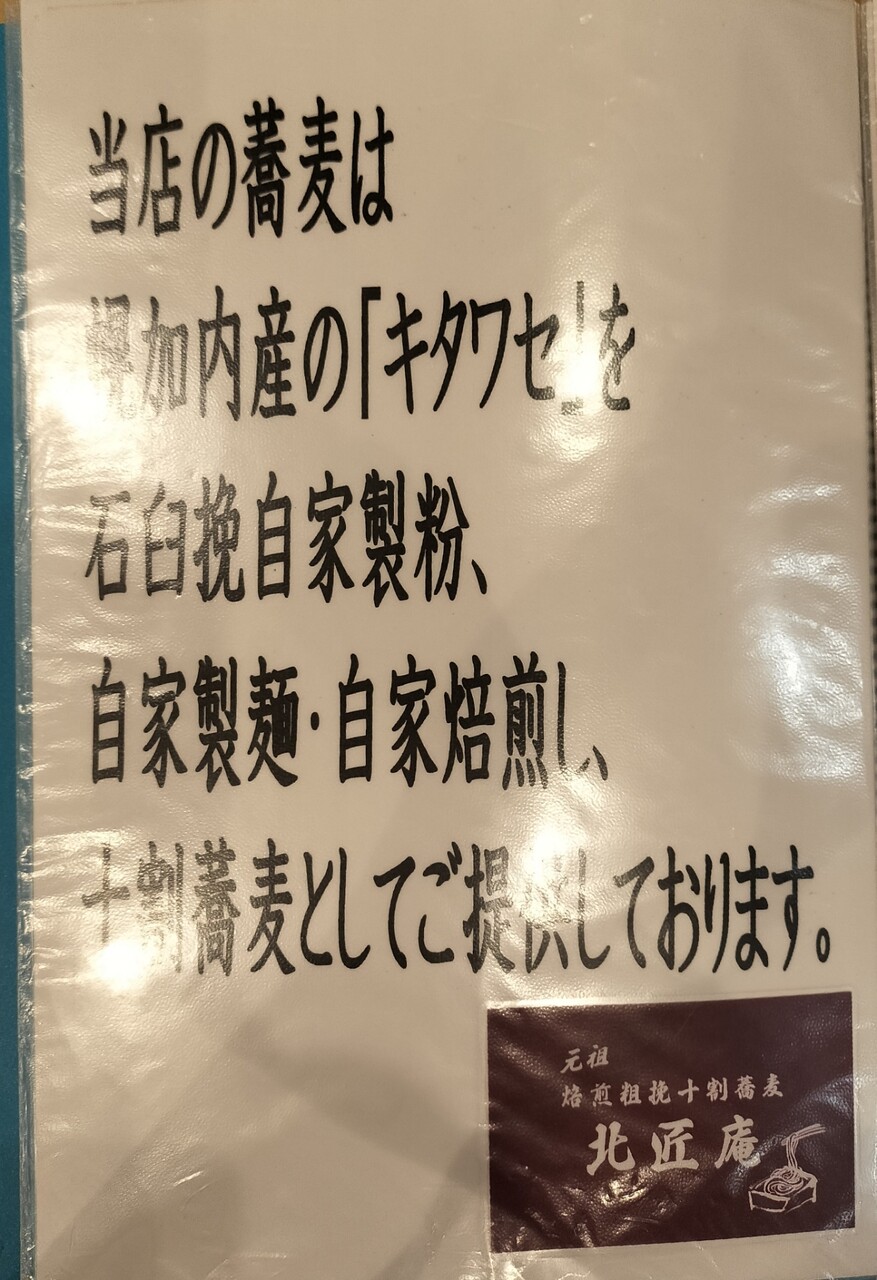 当店の蕎麦は
幌加内産の「キタワセ」を
石臼挽自家製粉、
自家製麺・自家焙煎し、
十割蕎麦としてご提供しております。
元祖
焙煎粗挽十割蕎麦
北匠庵